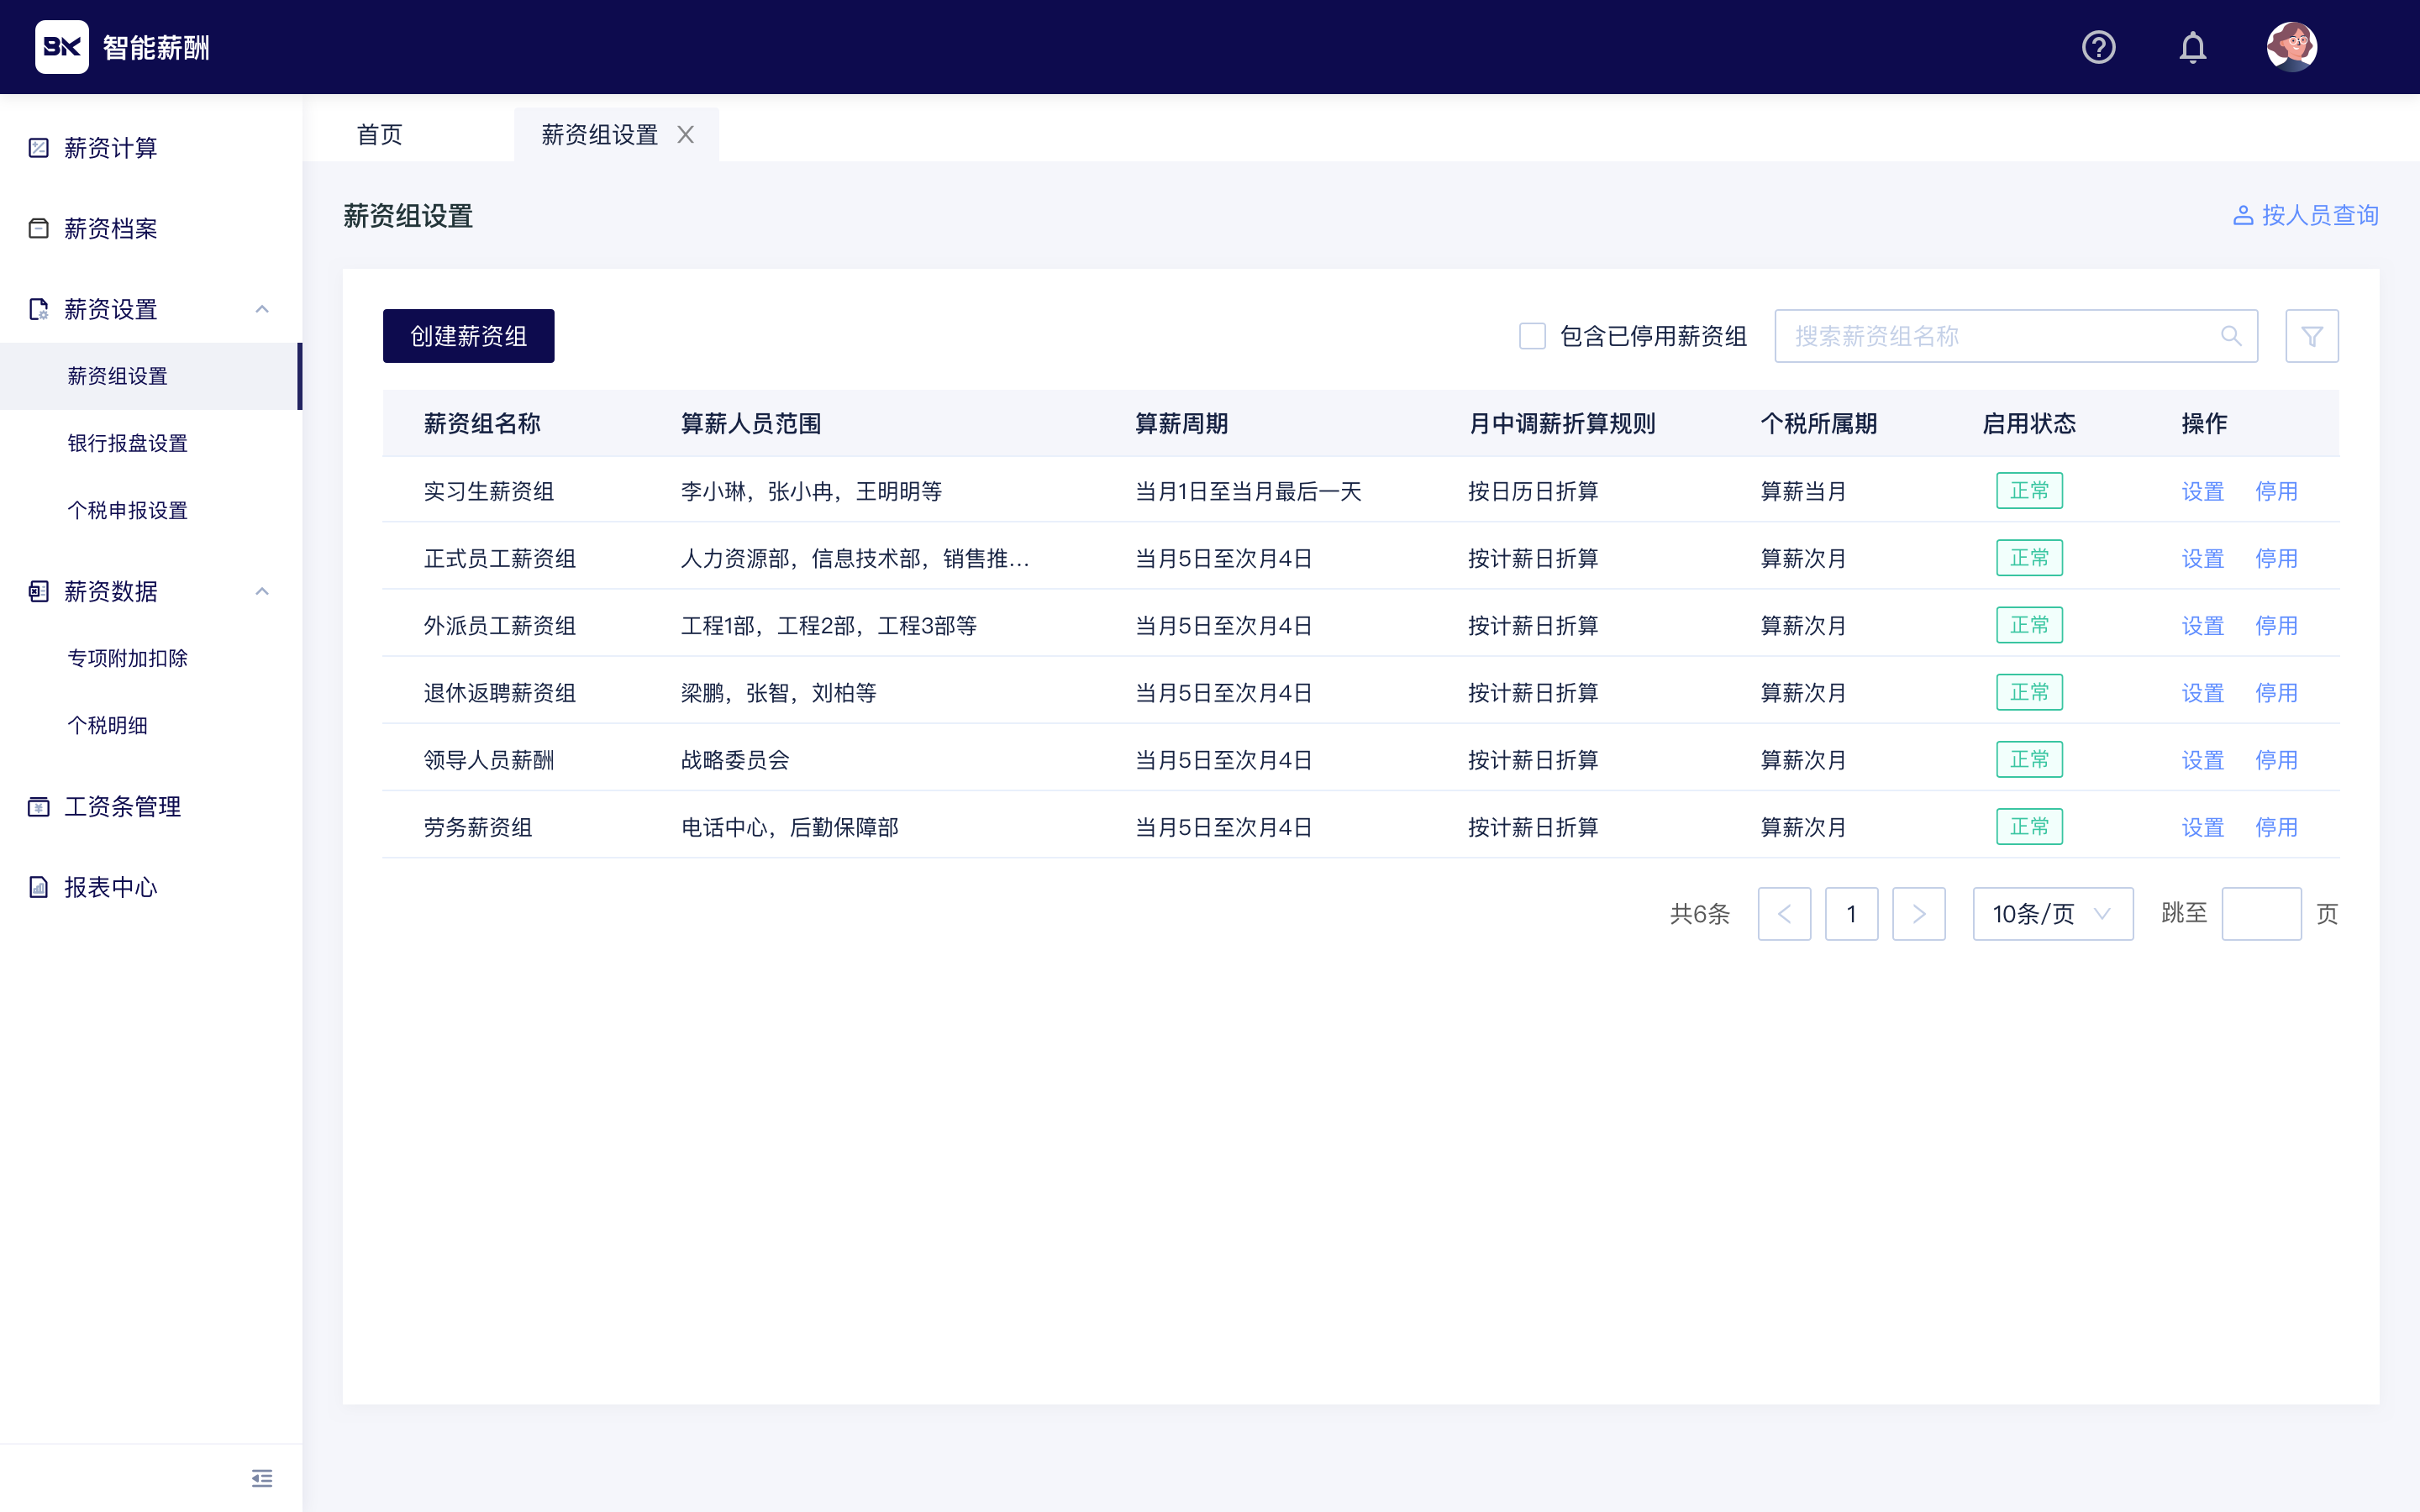 BK 智能薪酬
薪资计算
薪资档案
薪资设置
薪资组设置
银行报盘设置
个税申报设置
薪资数据
专项附加扣除
个税明细
工资条管理
报表中心
首页 薪资组设置
薪资组设置 按人员查询
创建薪资组 包含已停用薪资组 搜索薪资组名称
薪资组名称 算薪人员范围 算薪周期 月中调薪折算规则 个税所属期 启用状态 操作
实习生薪资组 李小琳，张小冉，王明明等 当月1日至当月最后一天 按日历日折算 算薪当月 正常 设置 停用
正式员工薪资组 人力资源部，信息技术部，销售推... 当月5日至次月4日 按计薪日折算 算薪次月 正常 设置 停用
外派员工薪资组 工程1部，工程2部，工程3部等 当月5日至次月4日 按计薪日折算 算薪次月 正常 设置 停用
退休返聘薪资组 梁鹏，张智，刘柏等 当月5日至次月4日 按计薪日折算 算薪次月 正常 设置 停用
领导人员薪酬 战略委员会 当月5日至次月4日 按计薪日折算 算薪次月 正常 设置 停用
劳务薪资组 电话中心，后勤保障部 当月5日至次月4日 按计薪日折算 算薪次月 正常 设置 停用
共6条 1 10条/页 跳至 页